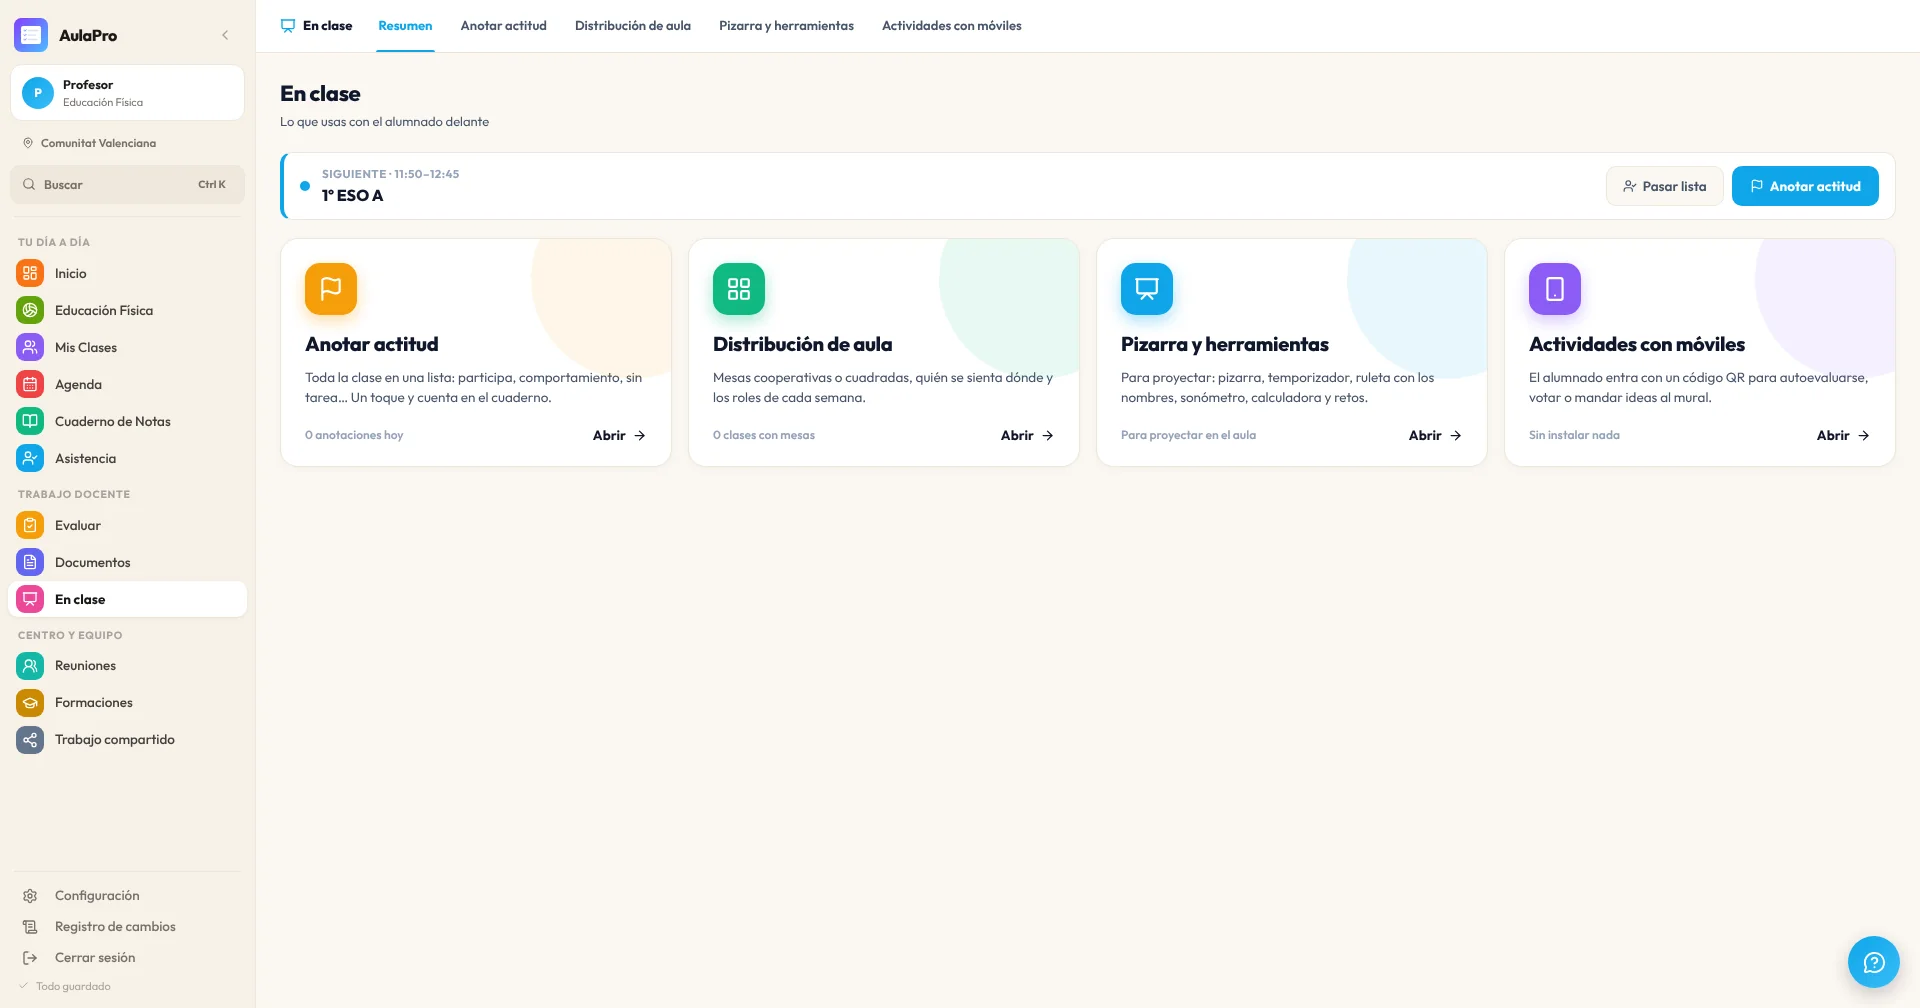 AulaPro
P
Profesor
Educación Física
Comunitat Valenciana
Buscar
Ctrl K
TU DÍA A DÍA
Inicio
Educación Física
Mis Clases
Agenda
Cuaderno de Notas
Asistencia
TRABAJO DOCENTE
Evaluar
Documentos
En clase
CENTRO Y EQUIPO
Reuniones
Formaciones
Trabajo compartido
Configuración
Registro de cambios
Cerrar sesión
Todo guardado
En clase
Resumen
Anotar actitud
Distribución de aula
Pizarra y herramientas
Actividades con móviles
En clase
Lo que usas con el alumnado delante
SIGUIENTE · 11:50–12:45
1º ESO A
Pasar lista
Anotar actitud
Anotar actitud
Toda la clase en una lista: participa, comportamiento, sin
tarea... Un toque y cuenta en el cuaderno.
0 anotaciones hoy
Abrir
Distribución de aula
Mesas cooperativas o cuadradas, quién se sienta dónde y
los roles de cada semana.
0 clases con mesas
Abrir
Pizarra y herramientas
Para proyectar: pizarra, temporizador, ruleta con los
nombres, sonómetro, calculadora y retos.
Para proyectar en el aula
Abrir
Actividades con móviles
El alumnado entra con un código QR para autoevaluarse,
votar o mandar ideas al mural.
Sin instalar nada
Abrir